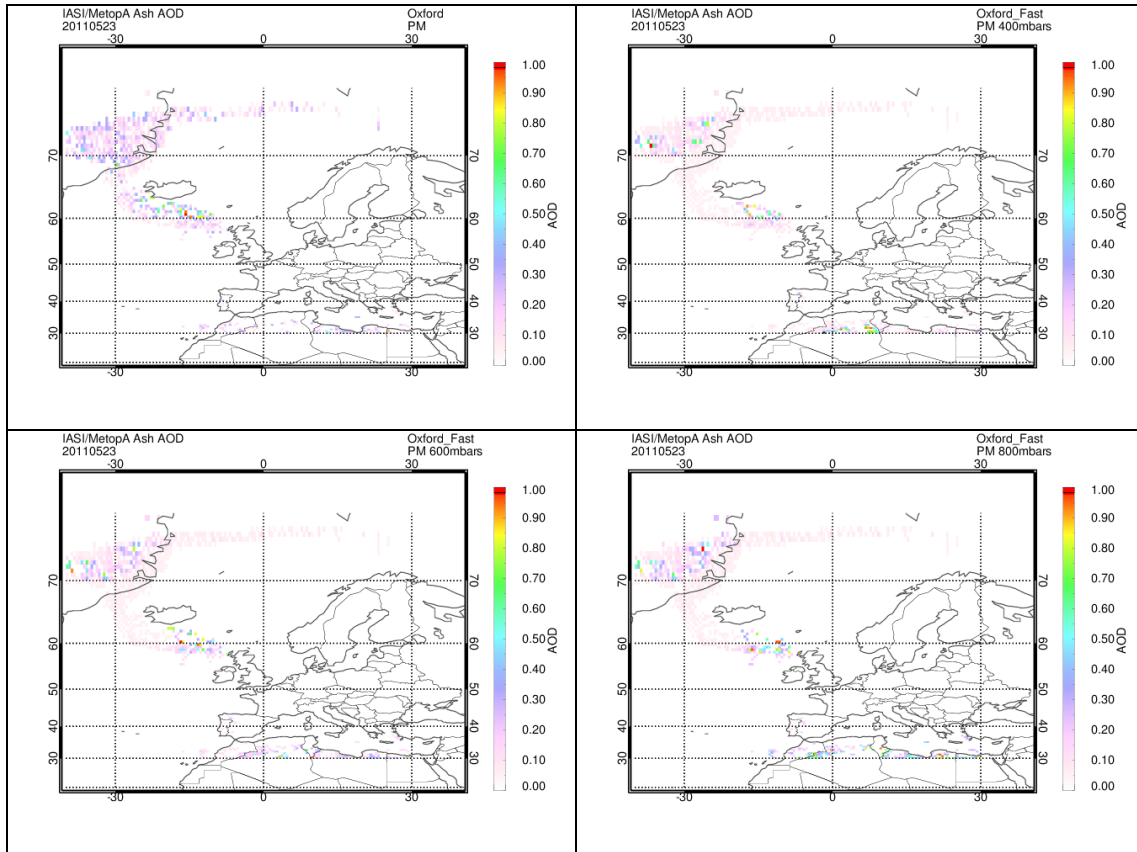 IASI/MetopA Ash AOD Oxford
20110523 PM
-30 0 30
1.00
0.90
0.80
70 70 0.70
0.60
60 60 0.50
AOD
0.40
50 50 0.30
40 40 0.20
30 30 0.10
0.00
-30 0 30
IASI/MetopA Ash AOD Oxford_Fast
20110523 PM 400mbars
-30 0 30
1.00
0.90
0.80
70 70 0.70
0.60
60 60 0.50
AOD
0.40
50 50 0.30
40 40 0.20
30 30 0.10
0.00
-30 0 30
IASI/MetopA Ash AOD Oxford_Fast
20110523 PM 600mbars
-30 0 30
1.00
0.90
0.80
70 70 0.70
0.60
60 60 0.50
AOD
0.40
50 50 0.30
40 40 0.20
30 30 0.10
0.00
-30 0 30
IASI/MetopA Ash AOD Oxford_Fast
20110523 PM 800mbars
-30 0 30
1.00
0.90
0.80
70 70 0.70
0.60
60 60 0.50
AOD
0.40
50 50 0.30
40 40 0.20
30 30 0.10
0.00
-30 0 30